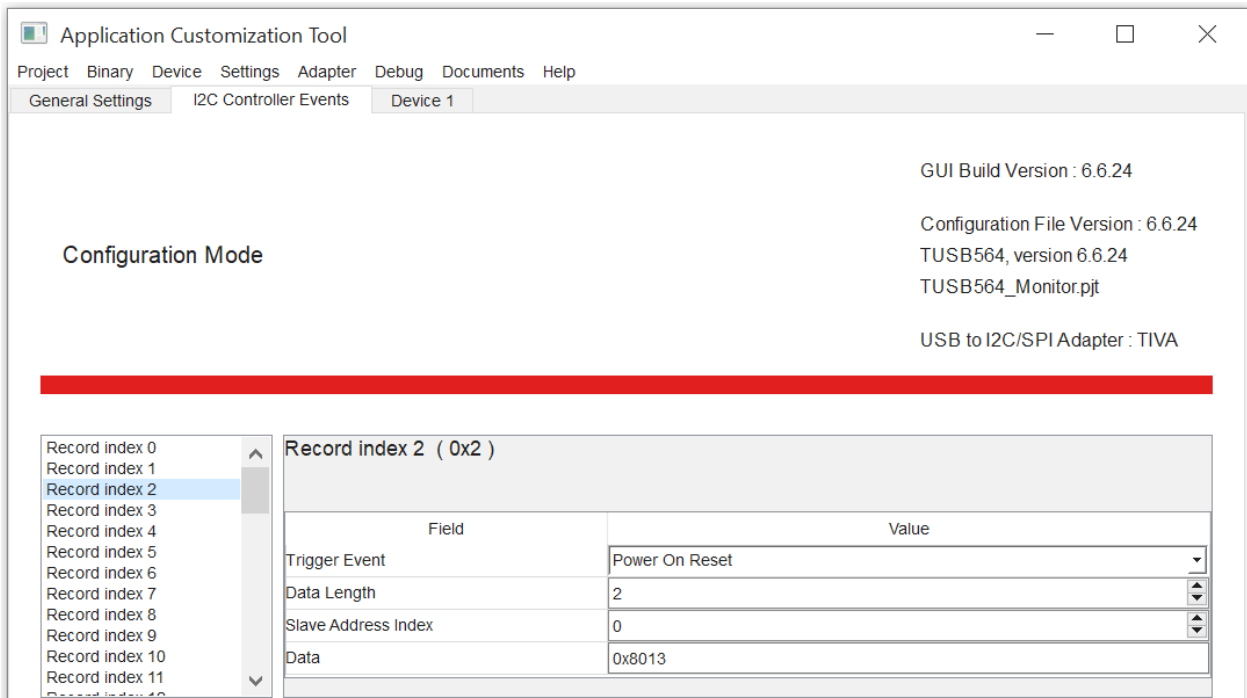 Application Customization Tool
Project Binary Device Settings Adapter Debug Documents Help
General Settings I2C Controller Events Device 1
GUI Build Version : 6.6.24
Configuration File Version : 6.6.24
Configuration Mode
TUSB564, version 6.6.24
TUSB564_Monitor.pjt
USB to I2C/SPI Adapter : TIVA
Record index 0
Record index 1
Record index 2
Record index 3
Record index 4
Record index 5
Record index 6
Record index 7
Record index 8
Record index 9
Record index 10
Record index 11
Record index 2 ( 0x2 )
Field Value
Trigger Event Power On Reset
Data Length 2
Slave Address Index 0
Data 0x8013